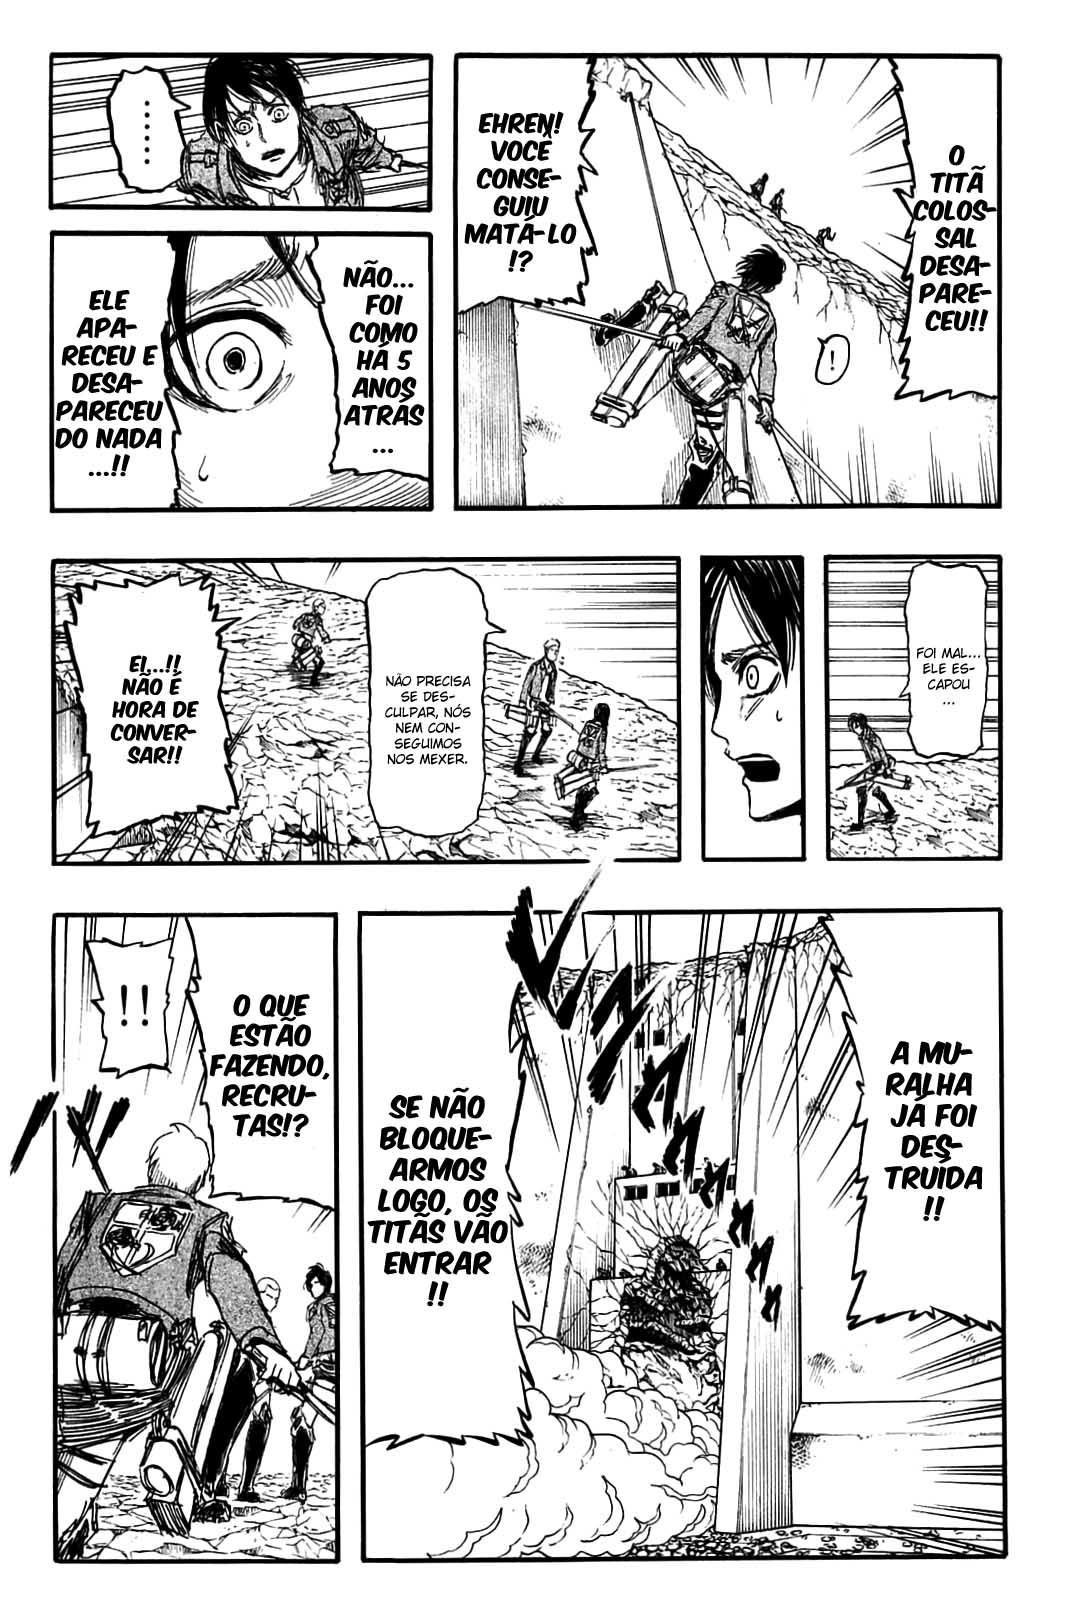 O
TITÃ
COLOS-
SAL
DESA-
PARE-
CEU!!
EHREN!
VOCÊ
CONSE-
GUIU
MATÁ-LO
!?
!
......
NÃO...
FOI
COMO
HÁ 5
ANOS
ATRÁS
...
ELE
APA-
RECEU E
DESA-
PARECEU
DO NADA
...!!
FOI MAL...
ELE ES-
CAPOU
...
NÃO PRECISA
SE DES-
CULPAR, NÓS
NEM CON-
SEGUIMOS
NOS MEXER.
EI...!!
NÃO É
HORA DE
CONVER-
SAR!!
A MU-
RALHA
JÁ FOI
DES-
TRUÍDA
!!
SE NÃO
BLOQUE-
ARMOS
LOGO, OS
TITÃS VÃO
ENTRAR
!!
O QUE
ESTÃO
FAZENDO,
RECRU-
TAS!?
!!